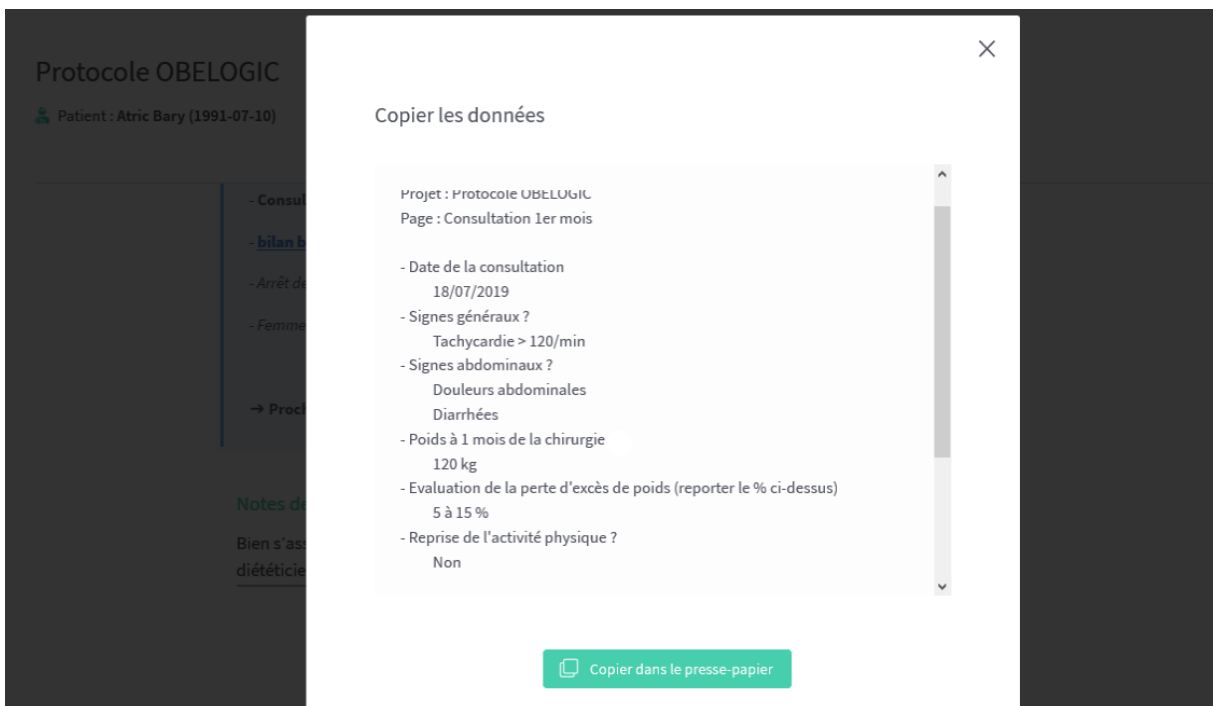 Protocole OBELOGIC
Patient : Atric Bary (1991-07-10)
- Consul
- bilan b
- Arrêt de
- Femme
→ Proch
Notes de
Bien s'ass
diététicie
Copier les données
Projet : Protocole OBELOGIC
Page : Consultation 1er mois
- Date de la consultation
18/07/2019
- Signes généraux ?
Tachycardie > 120/min
- Signes abdominaux ?
Douleurs abdominales
Diarrhées
- Poids à 1 mois de la chirurgie
120 kg
- Evaluation de la perte d'excès de poids (reporter le % ci-dessus)
5 à 15 %
- Reprise de l'activité physique ?
Non
Copier dans le presse-papier